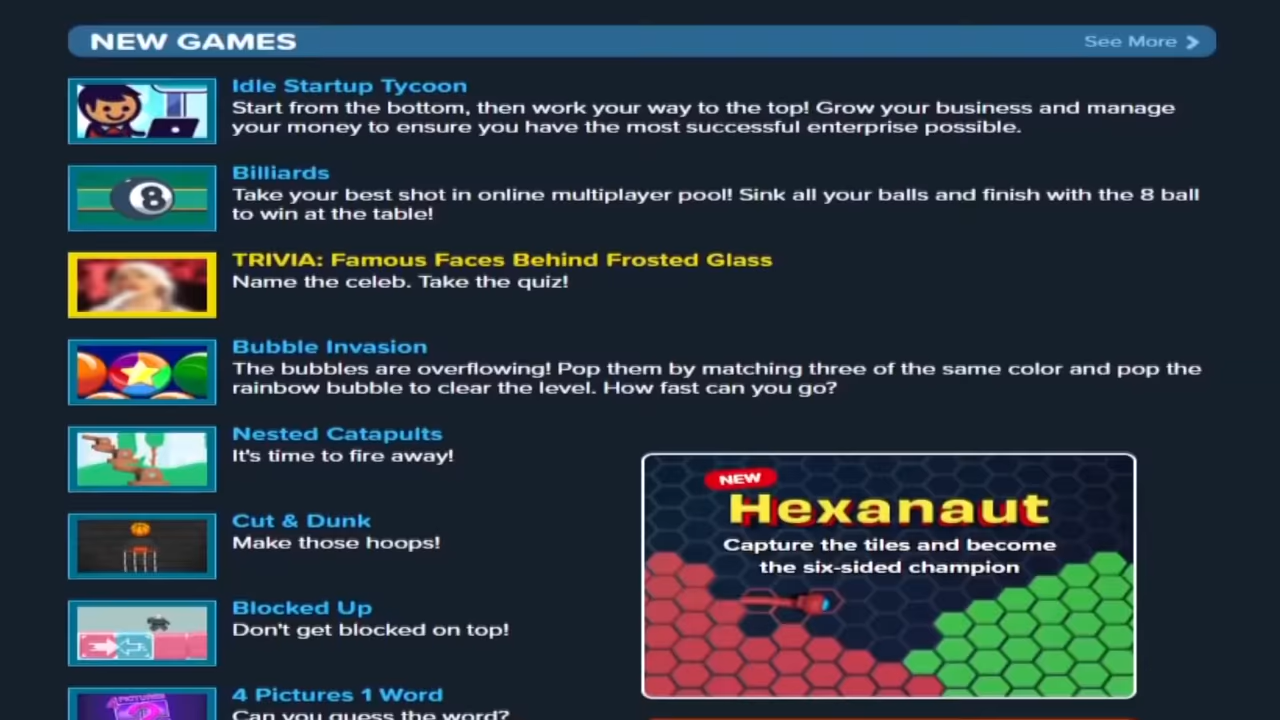 NEW GAMES
See More
Idle Startup Tycoon
Start from the bottom, then work your way to the top! Grow your business and manage
your money to ensure you have the most successful enterprise possible.
Billiards
8
Take your best shot in online multiplayer pool! Sink all your balls and finish with the 8 ball
to win at the table!
TRIVIA: Famous Faces Behind Frosted Glass
Name the celeb. Take the quiz!
Bubble Invasion
The bubbles are overflowing! Pop them by matching three of the same color and pop the
rainbow bubble to clear the level. How fast can you go?
Nested Catapults
It's time to fire away!
Cut & Dunk
Make those hoops!
Blocked Up
Don't get blocked on top!
4 Pictures 1 Word
Can you guess the word?
NEW
Hexanaut
Capture the tiles and become
the six-sided champion